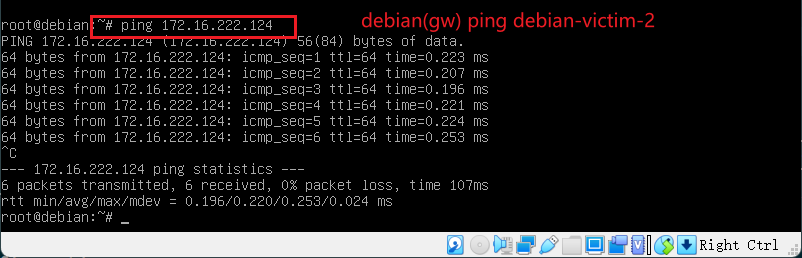 root@debian:~# ping 172.16.222.124
debian(gw) ping debian-victim-2
PING 172.16.222.124 (172.16.222.124) 56(84) bytes of data.
64 bytes from 172.16.222.124: icmp_seq=1 ttl=64 time=0.223 ms
64 bytes from 172.16.222.124: icmp_seq=2 ttl=64 time=0.207 ms
64 bytes from 172.16.222.124: icmp_seq=3 ttl=64 time=0.196 ms
64 bytes from 172.16.222.124: icmp_seq=4 ttl=64 time=0.221 ms
64 bytes from 172.16.222.124: icmp_seq=5 ttl=64 time=0.224 ms
64 bytes from 172.16.222.124: icmp_seq=6 ttl=64 time=0.253 ms
^C
--- 172.16.222.124 ping statistics ---
6 packets transmitted, 6 received, 0% packet loss, time 107ms
rtt min/avg/max/mdev = 0.196/0.220/0.253/0.024 ms
root@debian:~# _
Right Ctrl